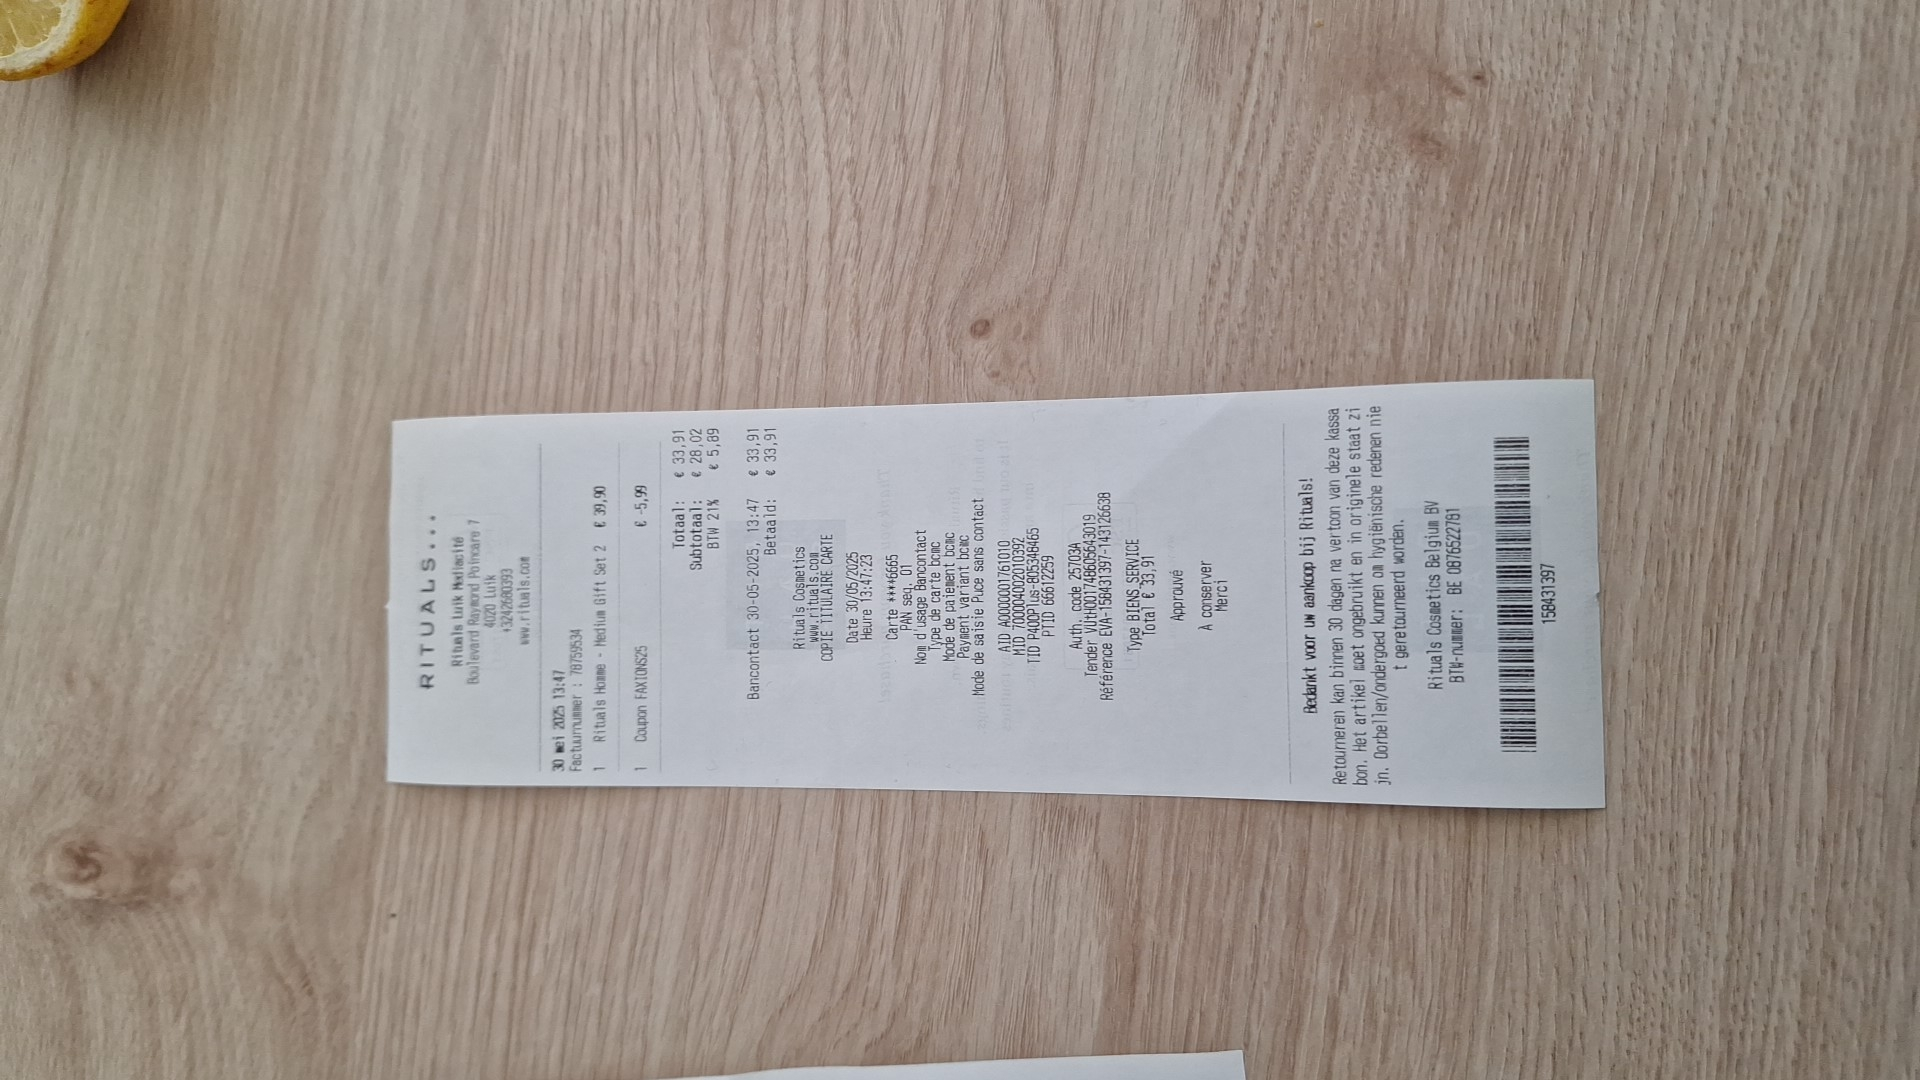 RITUALS...
Rituals Luik Mediacité
Boulevard Raymond Poincare 7
4020 Luik
+3242680393
www.rituals.com
30 mei 2025 13:47
Factuurnummer : 78759534
1 Rituals Homme - Medium Gift Set 2 € 39,90
1 Coupon FAXIONS25 € -5,99
Totaal: € 33,91
Subtotaal: € 28,02
BTW 21% € 5,89
Bancontact 30-05-2025, 13:47 € 33,91
Betaald: € 33,91
Rituals Cosmetics
www.rituals.com
COPIE TITULAIRE CARTE
Date 30/05/2025
Heure 13:47:23
Carte ****6665
PAN seq. 01
Nom d'usage Bancontact
Type de carte bcmc
Mode de paiement bcmc
Payment variant bcmc
Mode de saisie Puce sans contact
AID A0000001761010
MID 700004002010392
TID P400Plus-805348465
PTID 66612259
Auth. code 25703A
Tender VUtH001748605643019
Référence EVA-158431397-143126638
Type BIENS SERVICE
Total € 33,91
Approuvé
A conserver
Merci
Bedankt voor uw aankoop bij Rituals!
Retourneren kan binnen 30 dagen na vertoon van deze kassa
bon. Het artikel moet ongebruikt en in originele staat zi
jn. Oorbellen/ondergoed kunnen om hygiënische redenen nie
t geretourneerd worden.
Rituals Cosmetics Belgium BV
BTW-nummer: BE 0876522781
158431397